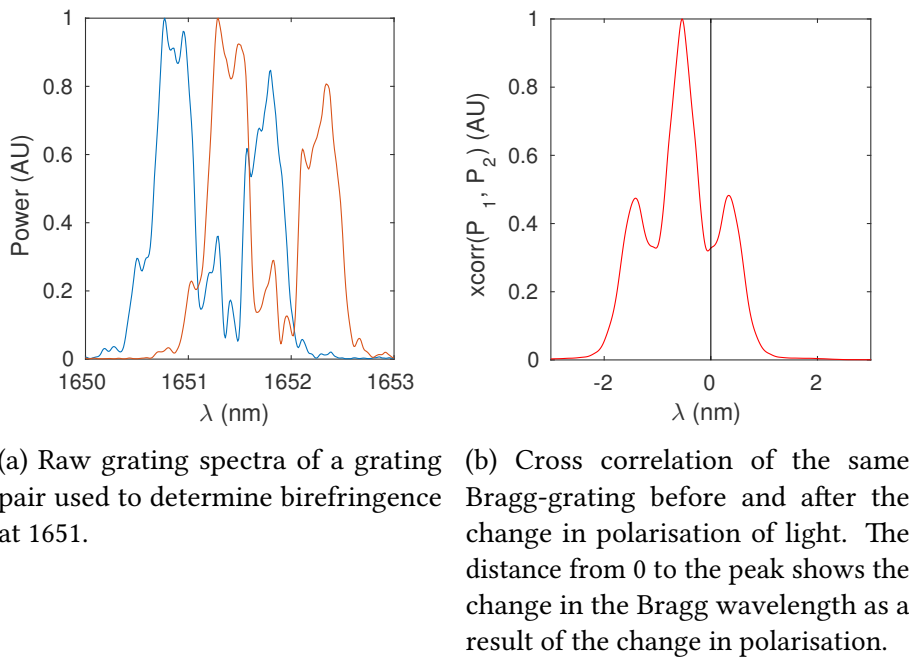 1
0.8
0.6
0.4
0.2
0
Power (AU)
1650
1651
1652
1653
λ (nm)
1
0.8
0.6
0.4
0.2
0
xcorr(P_1, P_2) (AU)
-2
0
2
λ (nm)
(a) Raw grating spectra of a grating
pair used to determine birefringence
at 1651.
(b) Cross correlation of the same
Bragg-grating before and after the
change in polarisation of light. The
distance from 0 to the peak shows the
change in the Bragg wavelength as a
result of the change in polarisation.